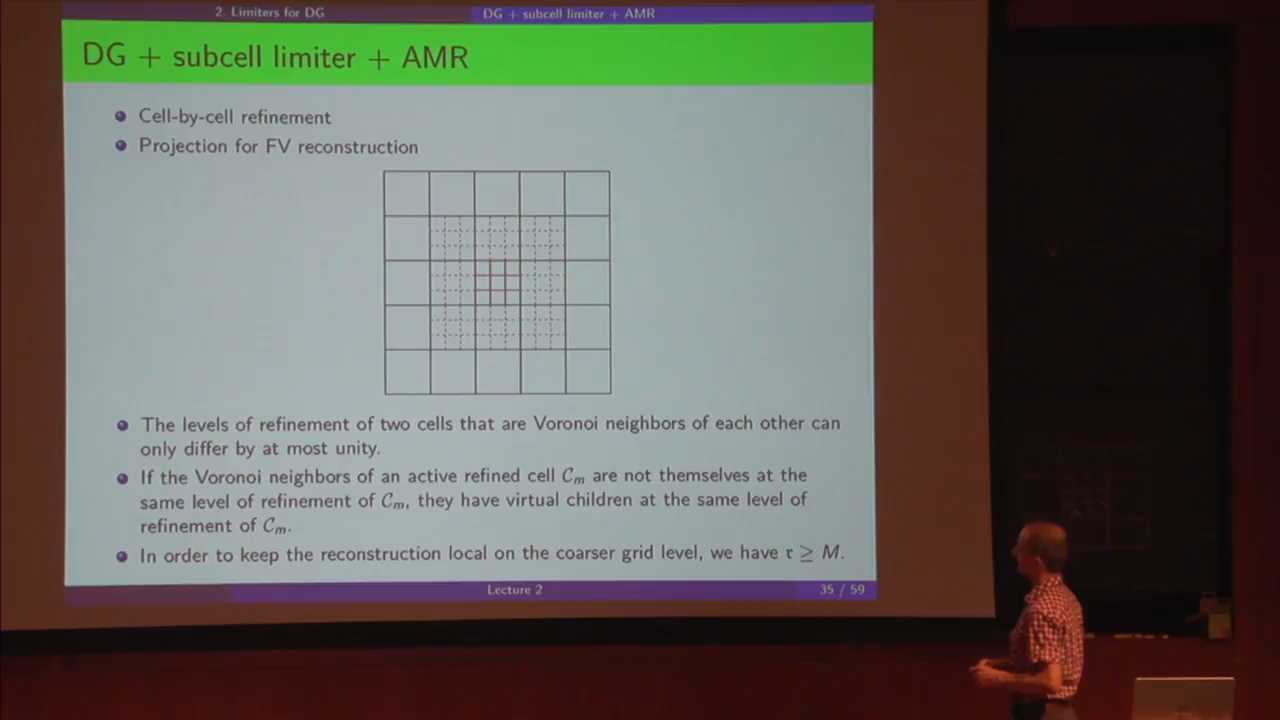 2. Limiters for DG
DG + subcell limiter + AMR
DG + subcell limiter + AMR
Cell-by-cell refinement
Projection for FV reconstruction
The levels of refinement of two cells that are Voronoi neighbors of each other can
only differ by at most unity.
If the Voronoi neighbors of an active refined cell 𝒞ₘ are not themselves at the
same level of refinement of 𝒞ₘ, they have virtual children at the same level of
refinement of 𝒞ₘ.
In order to keep the reconstruction local on the coarser grid level, we have 𝔯 ≥ M.
Lecture 2
35 / 59